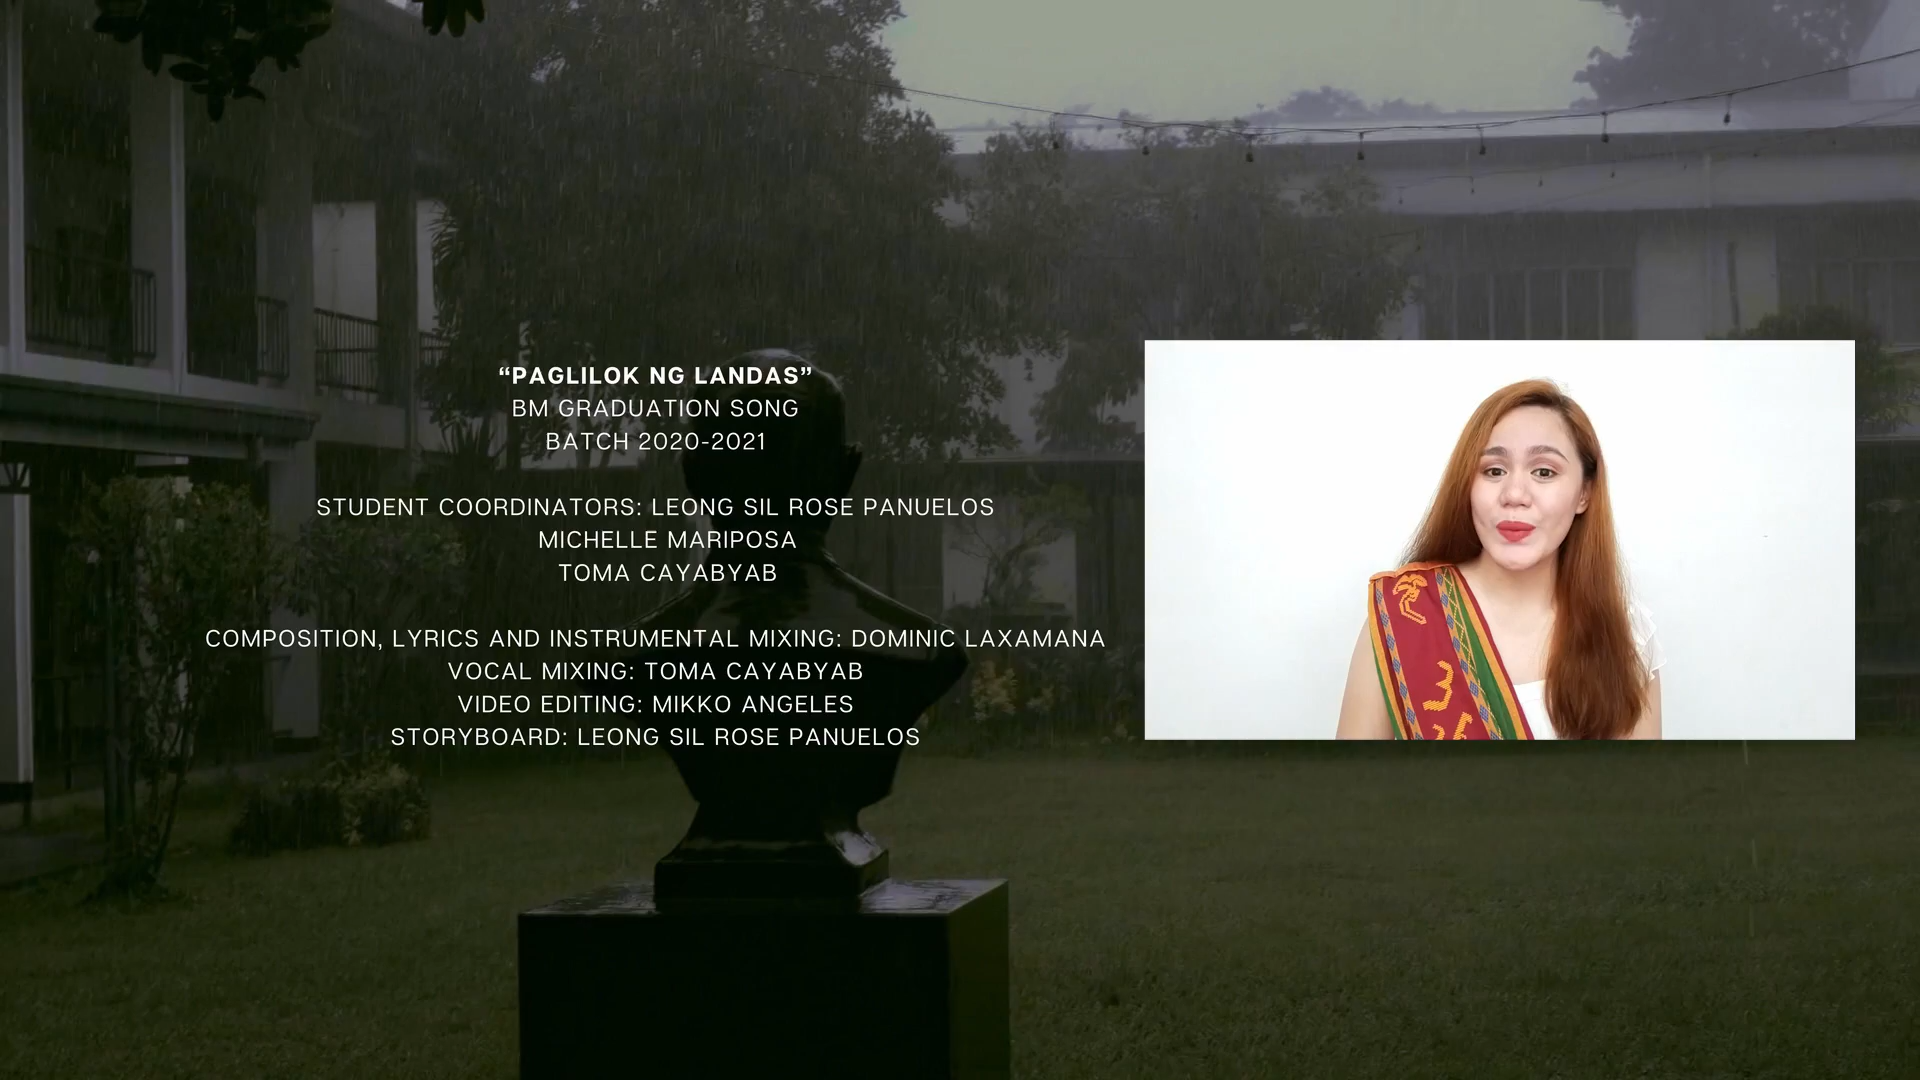 “PAGLILOK NG LANDAS”
BM GRADUATION SONG
BATCH 2020-2021
STUDENT COORDINATORS: LEONG SIL ROSE PANUELOS
MICHELLE MARIPOSA
TOMA CAYABYAB
COMPOSITION, LYRICS AND INSTRUMENTAL MIXING: DOMINIC LAXAMANA
VOCAL MIXING: TOMA CAYABYAB
VIDEO EDITING: MIKKO ANGELES
STORYBOARD: LEONG SIL ROSE PANUELOS